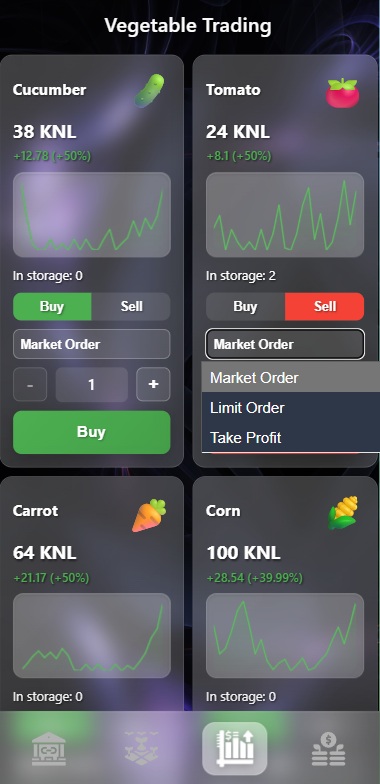 Vegetable Trading
Cucumber
38 KNL
+12.78 (+50%)
In storage: 0
Buy Sell
Market Order
- 1 +
Buy
Tomato
24 KNL
+8.1 (+50%)
In storage: 2
Buy Sell
Market Order
Market Order
Limit Order
Take Profit
Carrot
64 KNL
+21.17 (+50%)
In storage: 0
Corn
100 KNL
+28.54 (+39.99%)
In storage: 0